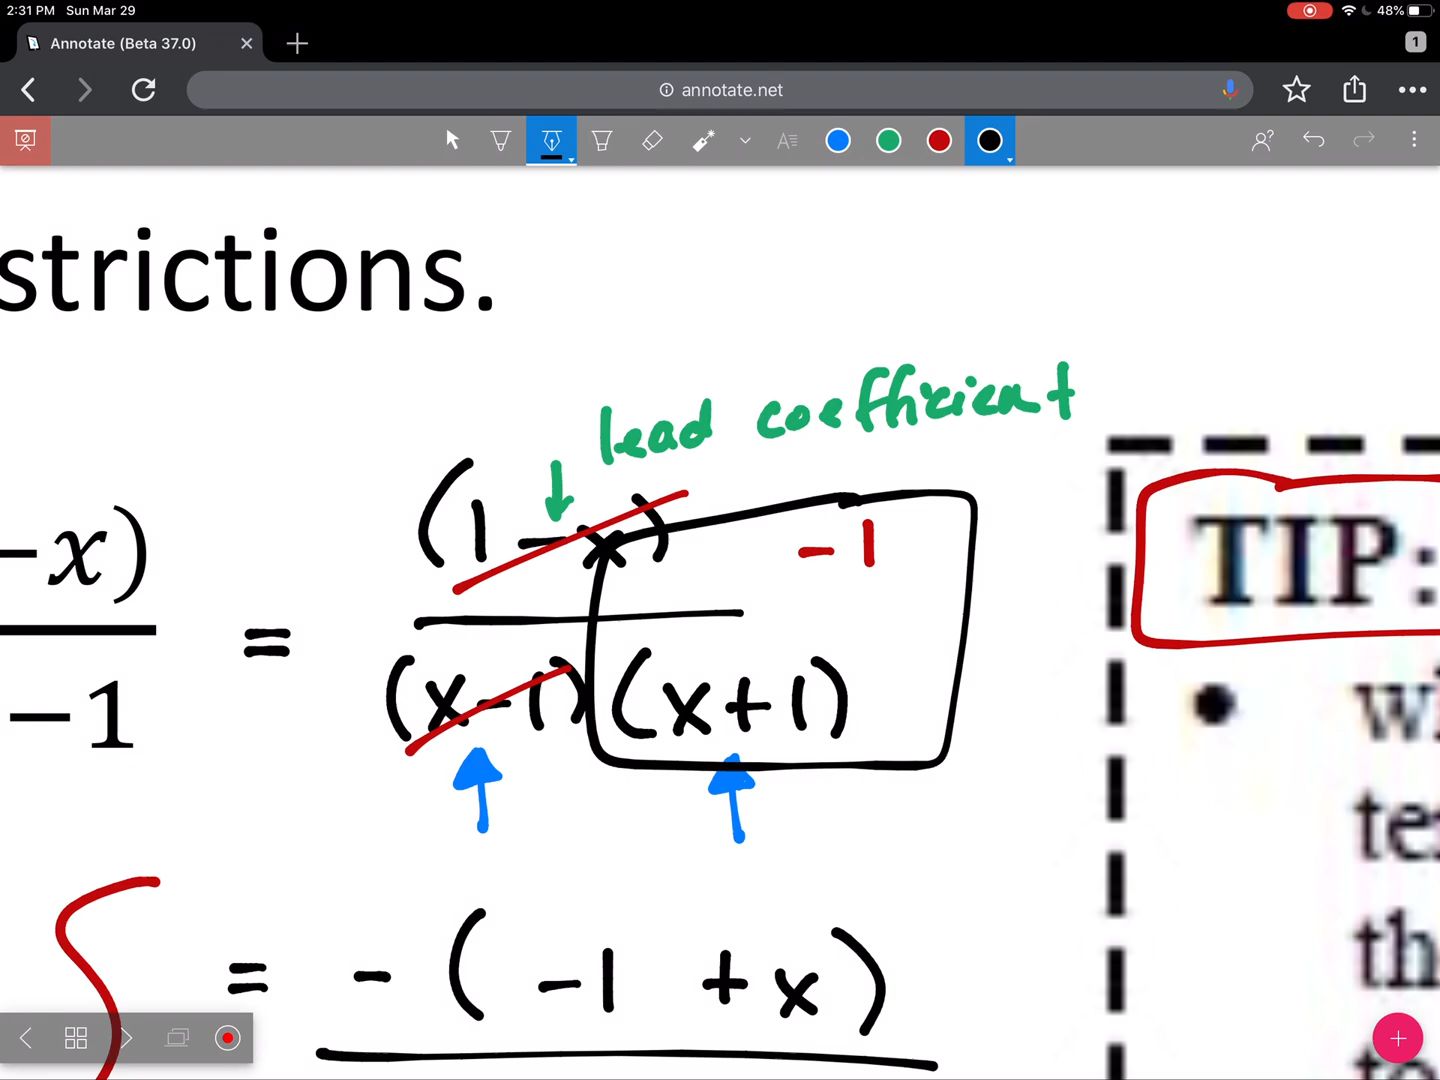 2:31 PM Sun Mar 29
48%
Annotate (Beta 37.0)
1
annotate.net
strictions.
lead coefficient
−x)
−1
=
(1 − x) −1
(x − 1) (x + 1)
TIP:
= − ( −1 + x )